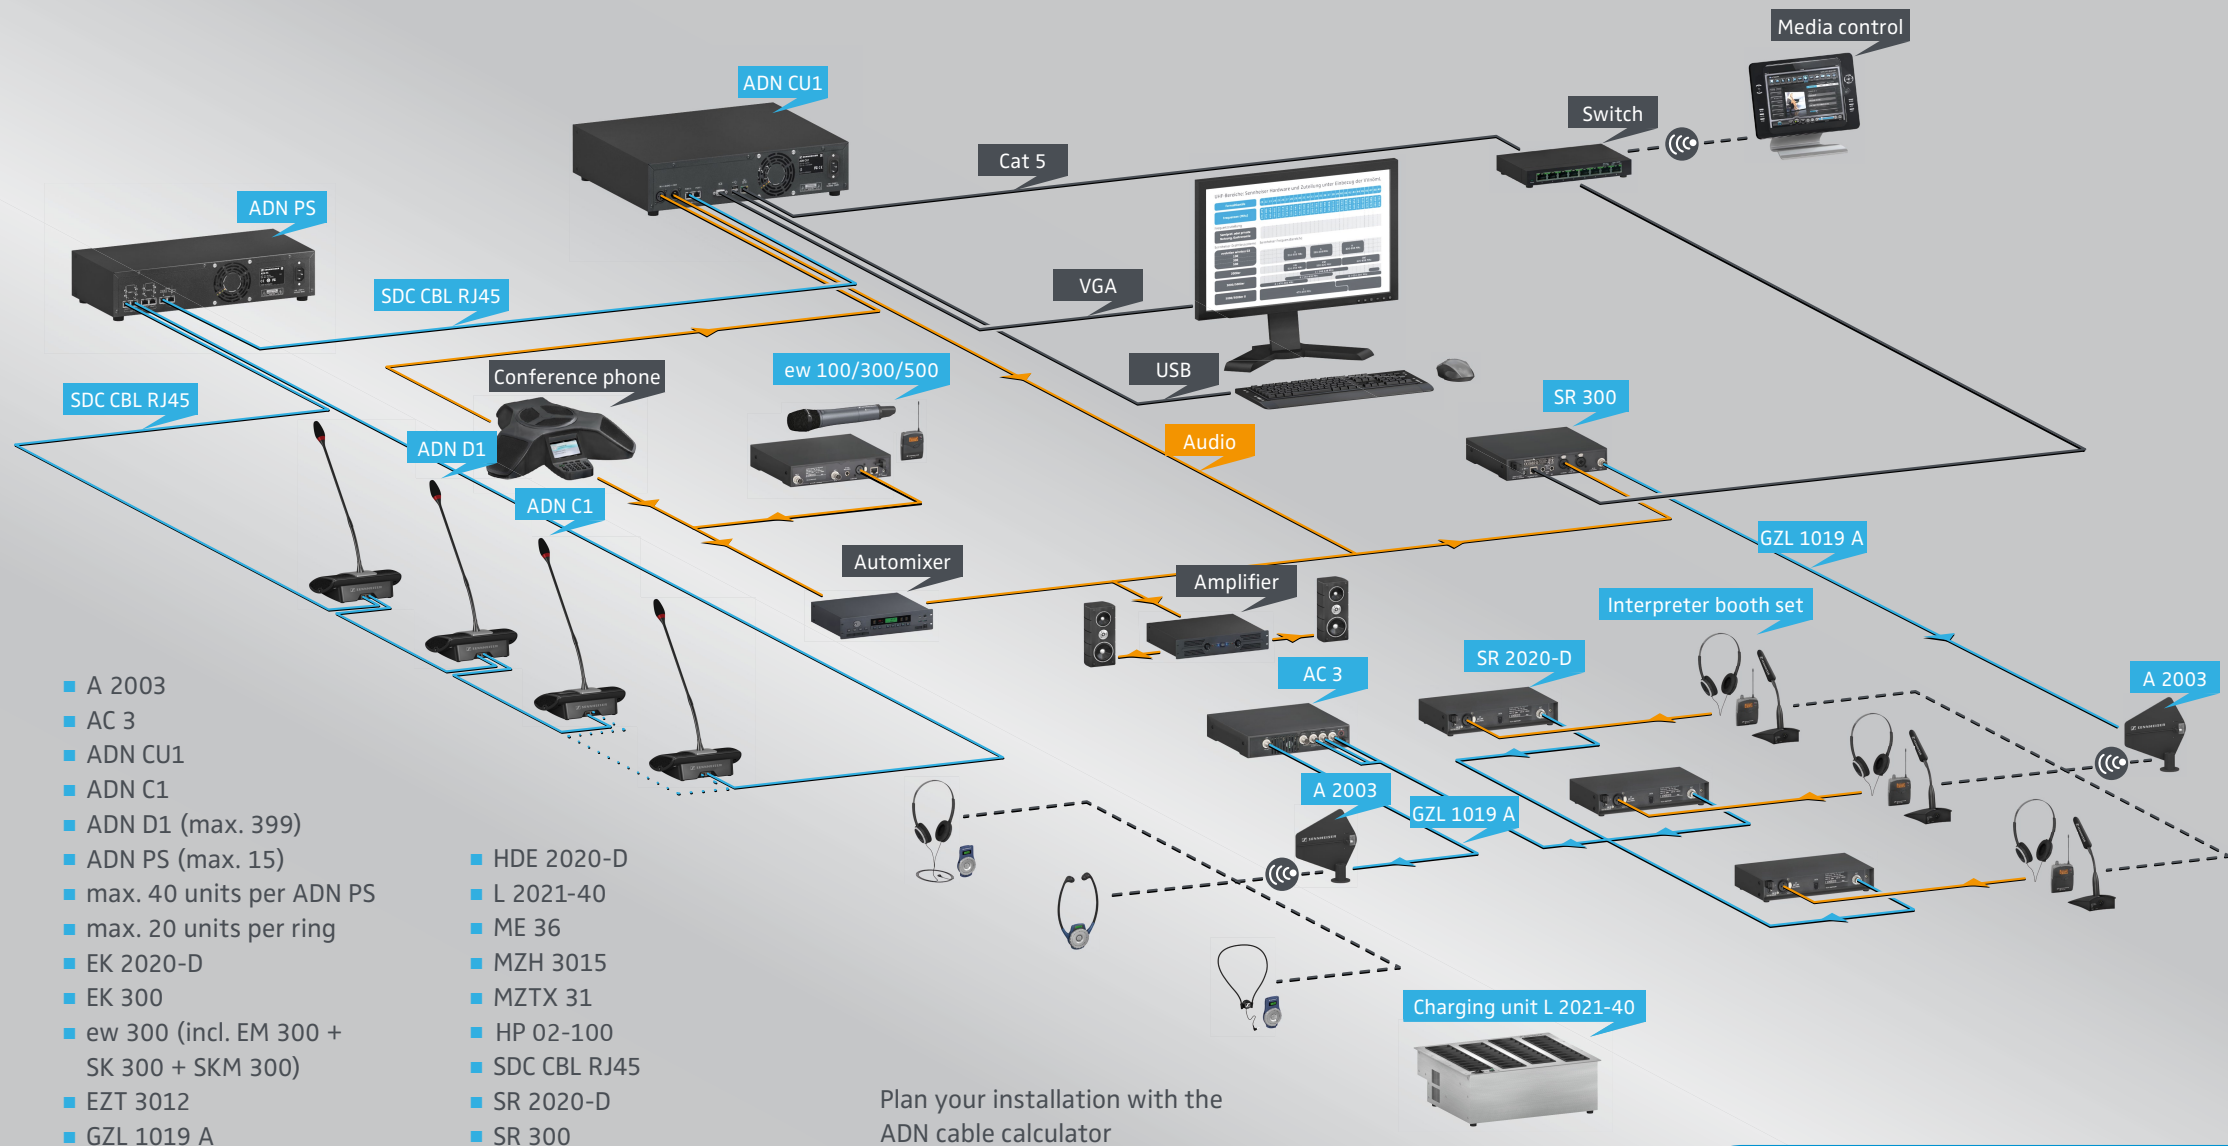 Media control
ADN CU1
Switch
Cat 5
ADN PS
SDC CBL RJ45
VGA
USB
Conference phone
ew 100/300/500
SDC CBL RJ45
SR 300
ADN D1
Audio
ADN C1
GZL 1019 A
Automixer
Amplifier
Interpreter booth set
SR 2020-D
AC 3
A 2003
A 2003
GZL 1019 A
Charging unit L 2021-40
A 2003
AC 3
ADN CU1
ADN C1
ADN D1 (max. 399)
ADN PS (max. 15)
max. 40 units per ADN PS
max. 20 units per ring
EK 2020-D
EK 300
ew 300 (incl. EM 300 +
SK 300 + SKM 300)
EZT 3012
GZL 1019 A
HDE 2020-D
L 2021-40
ME 36
MZH 3015
MZTX 31
HP 02-100
SDC CBL RJ45
SR 2020-D
SR 300
Plan your installation with the
ADN cable calculator